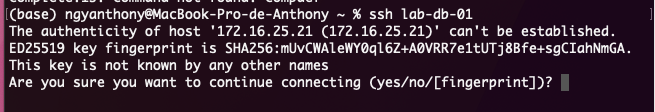 (base) ngyanthony@MacBook-Pro-de-Anthony ~ % ssh lab-db-01
The authenticity of host '172.16.25.21 (172.16.25.21)' can't be established.
ED25519 key fingerprint is SHA256:mUvCWAleWY0ql6Z+A0VRR7e1tUTj8Bfe+sgCIahNmGA.
This key is not known by any other names
Are you sure you want to continue connecting (yes/no/[fingerprint])?